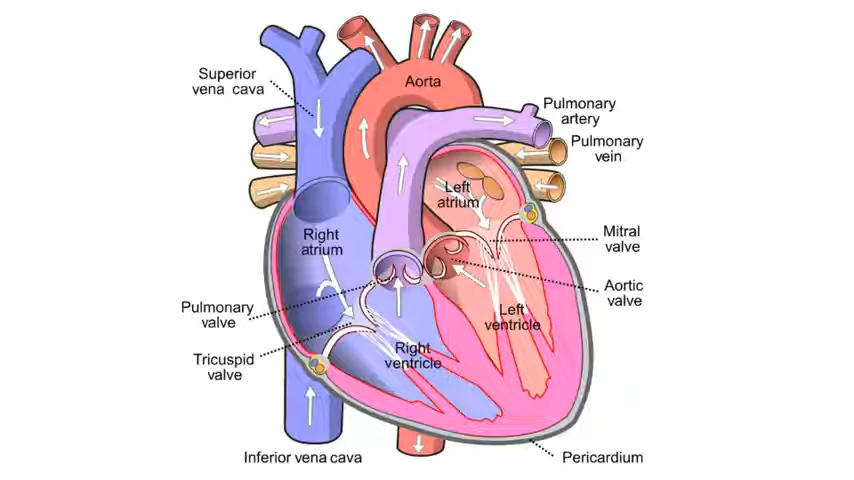 Superior
vena cava
Aorta
Pulmonary
artery
Pulmonary
vein
Left
atrium
Right
atrium
Mitral
valve
Aortic
valve
Pulmonary
valve
Left
ventricle
Tricuspid
valve
Right
ventricle
Inferior vena cava
Pericardium